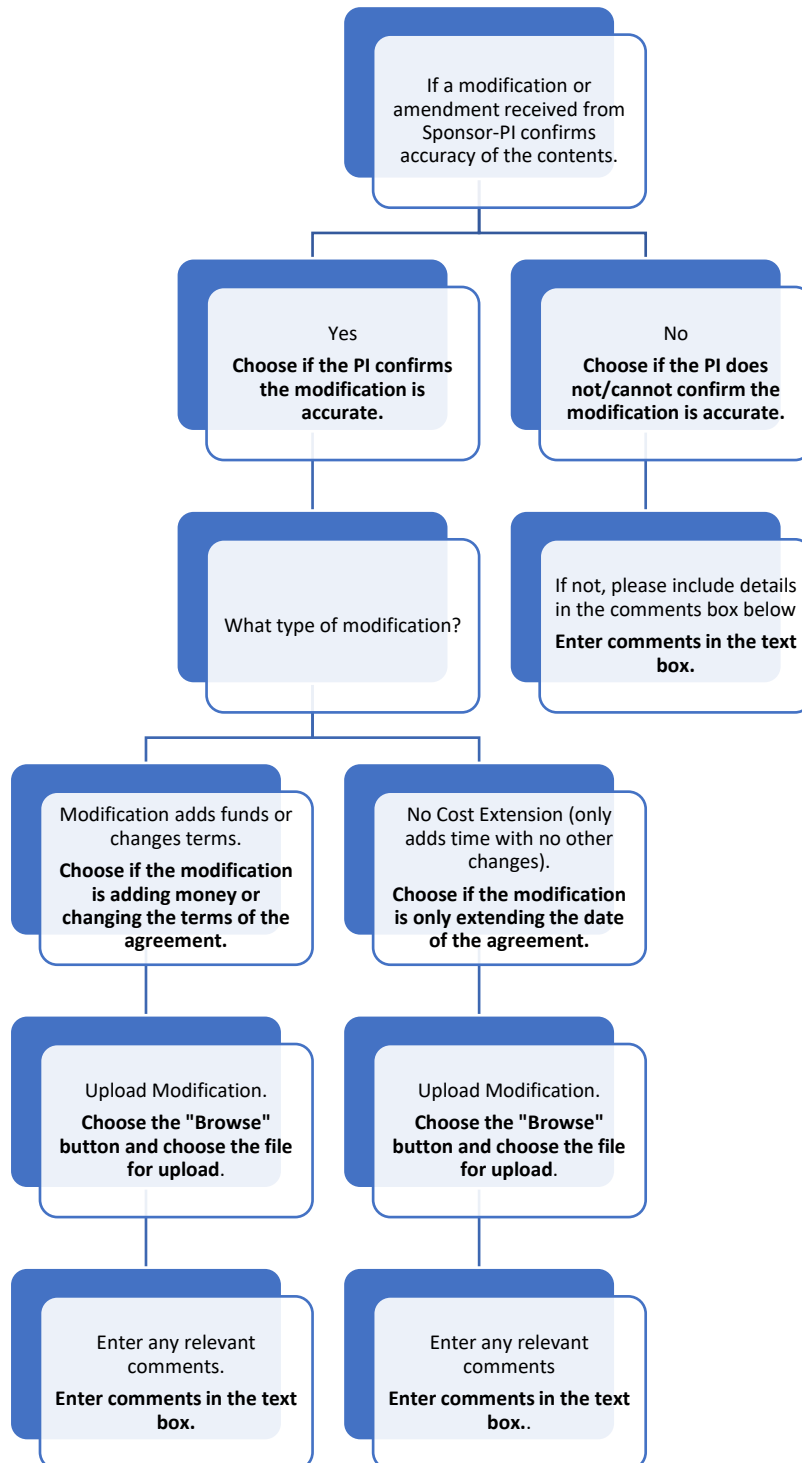 If a modification or
amendment received from
Sponsor-PI confirms
accuracy of the contents.
Yes
Choose if the PI confirms
the modification is
accurate.
No
Choose if the PI does
not/cannot confirm the
modification is accurate.
What type of modification?
If not, please include details
in the comments box below
Enter comments in the text
box.
Modification adds funds or
changes terms.
Choose if the modification
is adding money or
changing the terms of the
agreement.
No Cost Extension (only
adds time with no other
changes).
Choose if the modification
is only extending the date
of the agreement.
Upload Modification.
Choose the "Browse"
button and choose the file
for upload.
Upload Modification.
Choose the "Browse"
button and choose the file
for upload.
Enter any relevant
comments.
Enter comments in the text
box.
Enter any relevant
comments
Enter comments in the text
box..